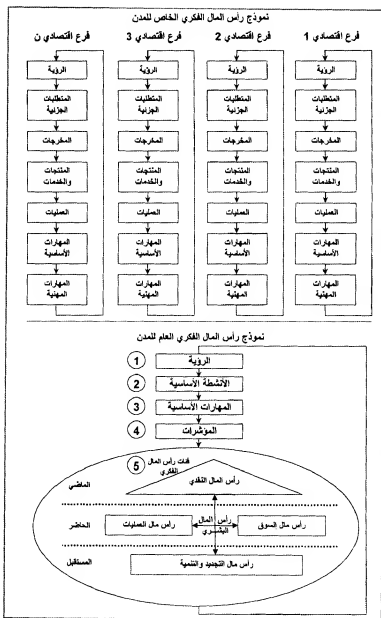 نموذج رأس المال الفكري الخاص للمدن
فرع اقتصادي 1
فرع اقتصادي 2
فرع اقتصادي 3
فرع اقتصادي ن
الرؤية
الرؤية
الرؤية
الرؤية
المتطلبات
الجزئية
المتطلبات
الجزئية
المتطلبات
الجزئية
المتطلبات
الجزئية
المخرجات
المخرجات
المخرجات
المخرجات
المنتجات
والخدمات
المنتجات
والخدمات
المنتجات
والخدمات
المنتجات
والخدمات
العمليات
العمليات
العمليات
العمليات
المهارات
الأساسية
المهارات
الأساسية
المهارات
الأساسية
المهارات
الأساسية
المهارات
المهنية
المهارات
المهنية
المهارات
المهنية
المهارات
المهنية
نموذج رأس المال الفكري العام للمدن
1 الرؤية
2 الأنشطة الأساسية
3 المهارات الأساسية
4 المؤشرات
5 فئات رأس المال
الفكري
رأس المال النقدي
الماضي
رأس مال السوق
رأس المال
البشري
رأس مال العمليات
الحاضر
رأس مال التجديد والتنمية
المستقبل